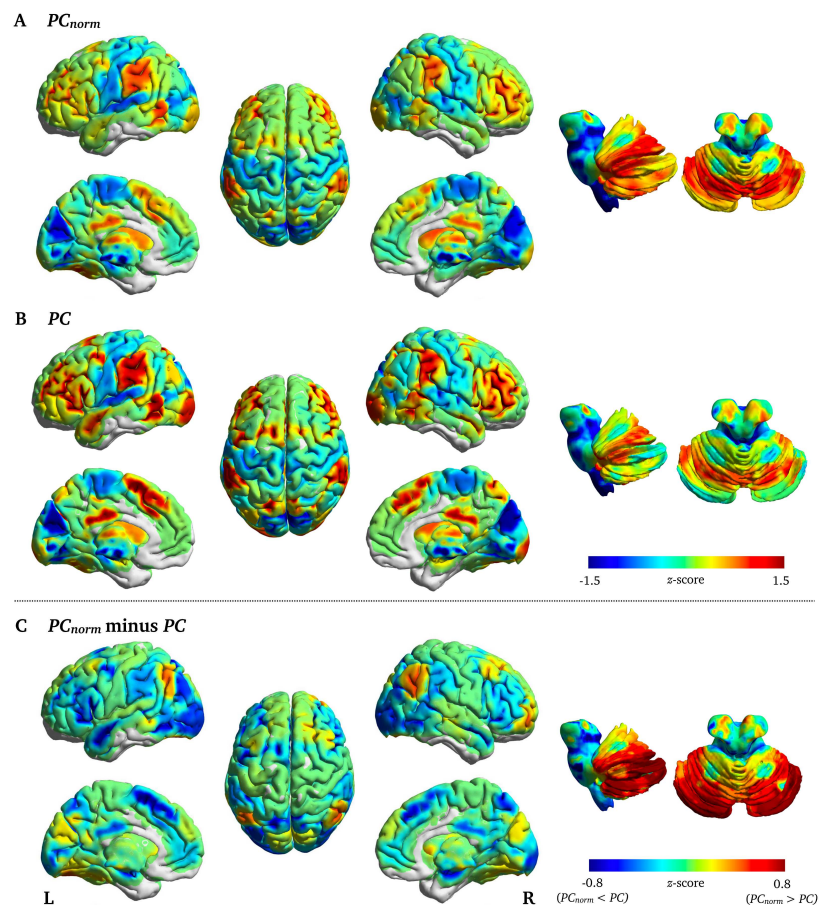 A PCnorm
B PC
-1.5 z-score 1.5
C PCnorm minus PC
-0.8 z-score 0.8
(PCnorm < PC) (PCnorm > PC)
L R